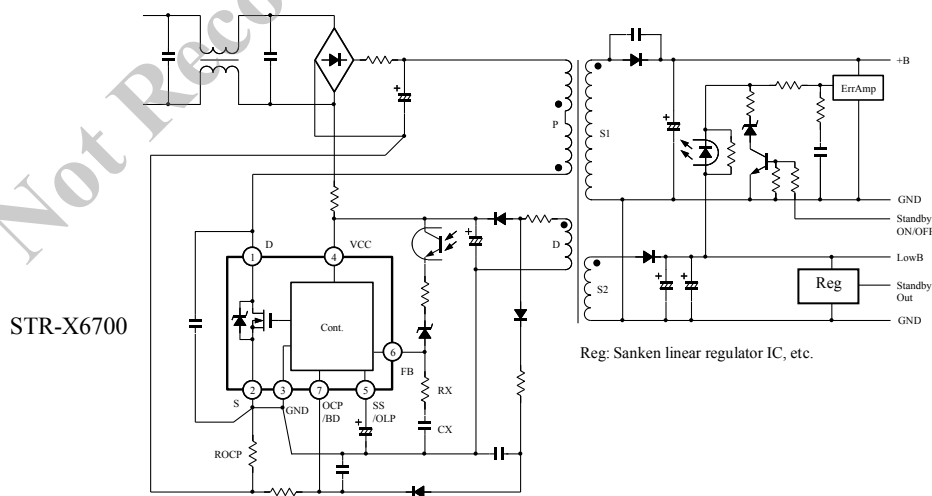 Not Reco
+B
ErrAmp
P
S1
GND
Standby
ON/OFF
D
1
D
VCC
4
LowB
S2
Reg
Standby
Out
GND
STR-X6700
Cont.
6
FB
Reg: Sanken linear regulator IC, etc.
2
3
7
5
S
GND
OCP
/BD
SS
/OLP
RX
CX
ROCP